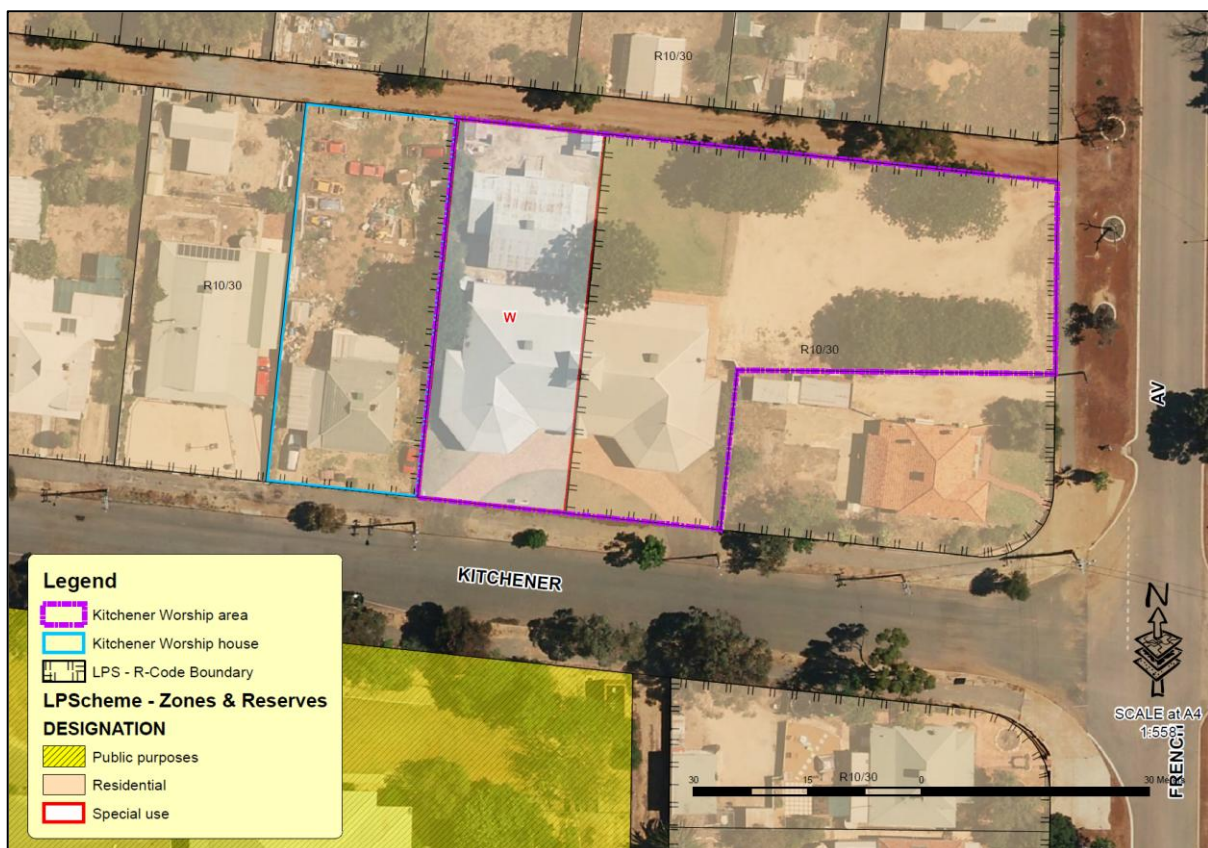 R10/30
R10/30
W
R10/30
AV
KITCHENER
Legend
Kitchener Worship area
Kitchener Worship house
LPS - R-Code Boundary
LPScheme - Zones & Reserves
DESIGNATION
Public purposes
Residential
Special use
N
SCALE at A4
1:558
FRENCH
R10/30
30 15 0 30 Meters